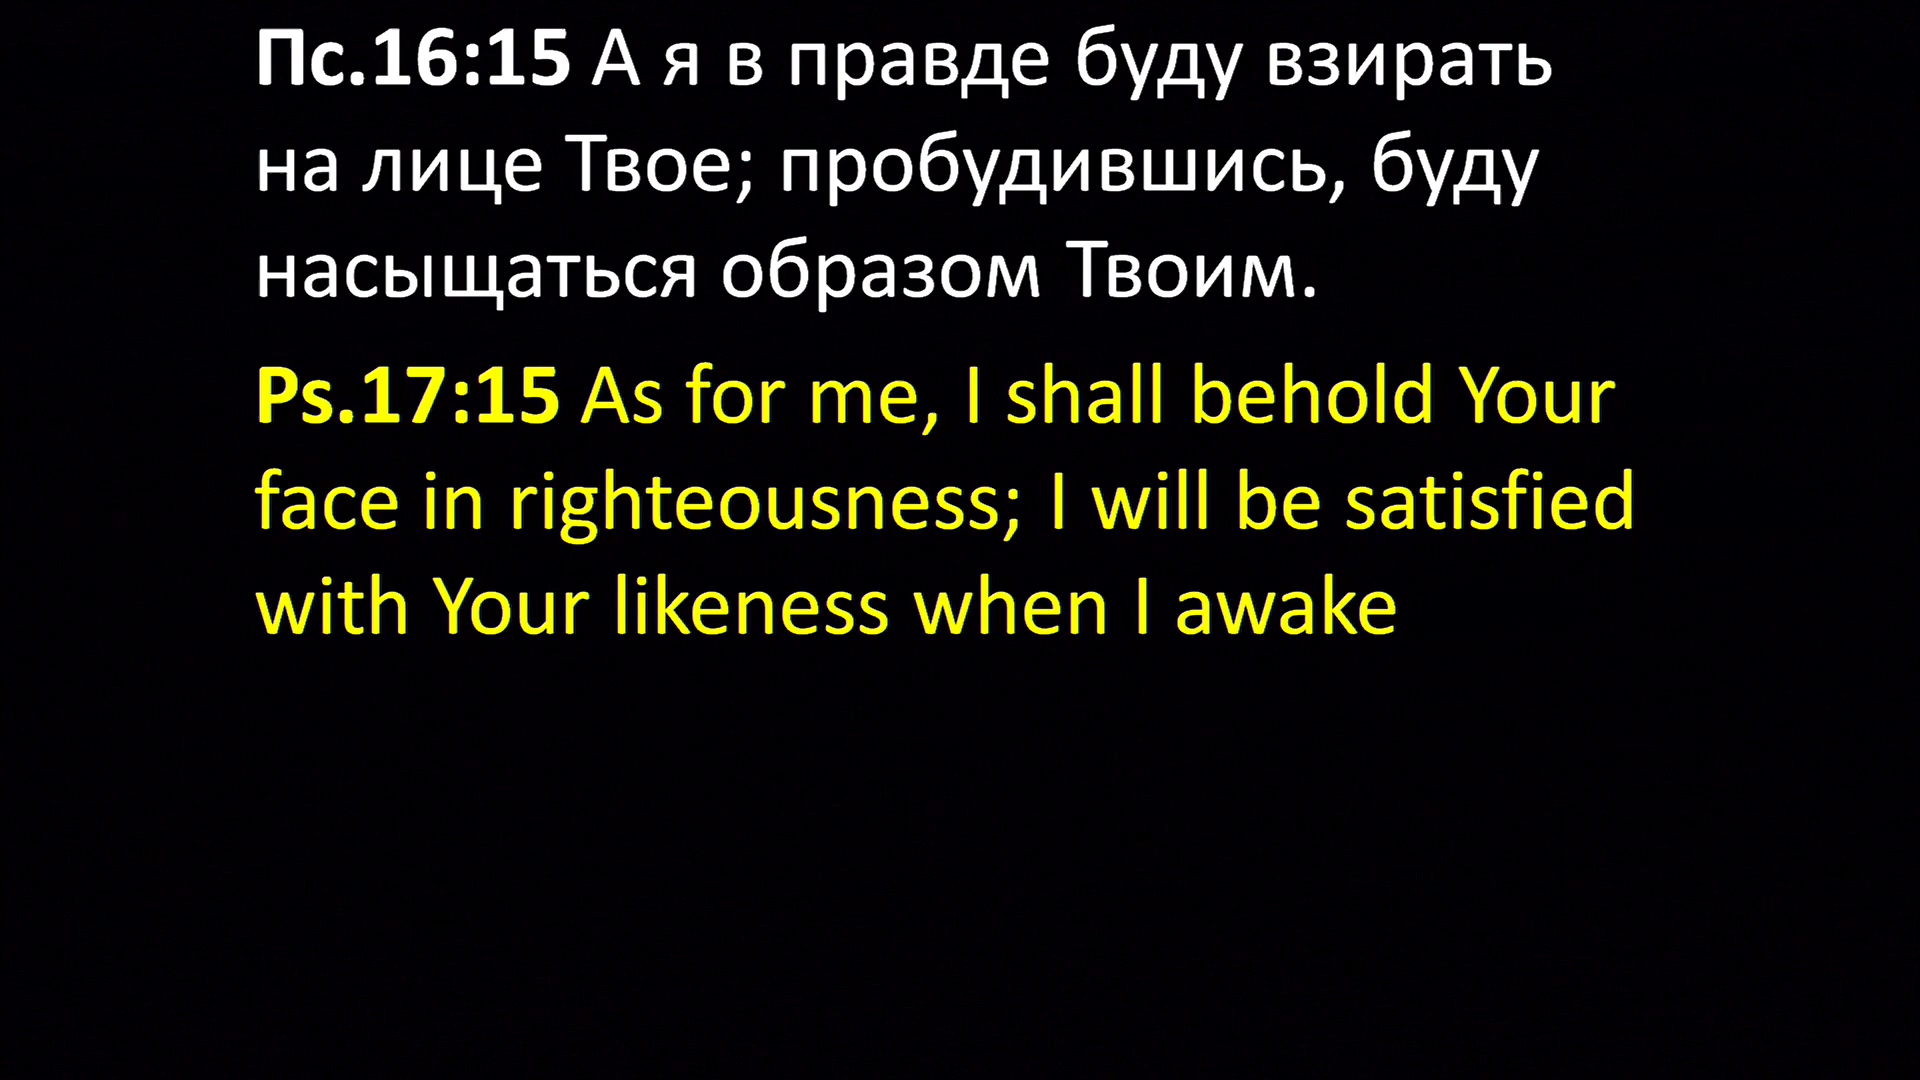 Пс.16:15 А я в правде буду взирать
на лице Твое; пробудившись, буду
насыщаться образом Твоим.
Ps.17:15 As for me, I shall behold Your
face in righteousness; I will be satisfied
with Your likeness when I awake